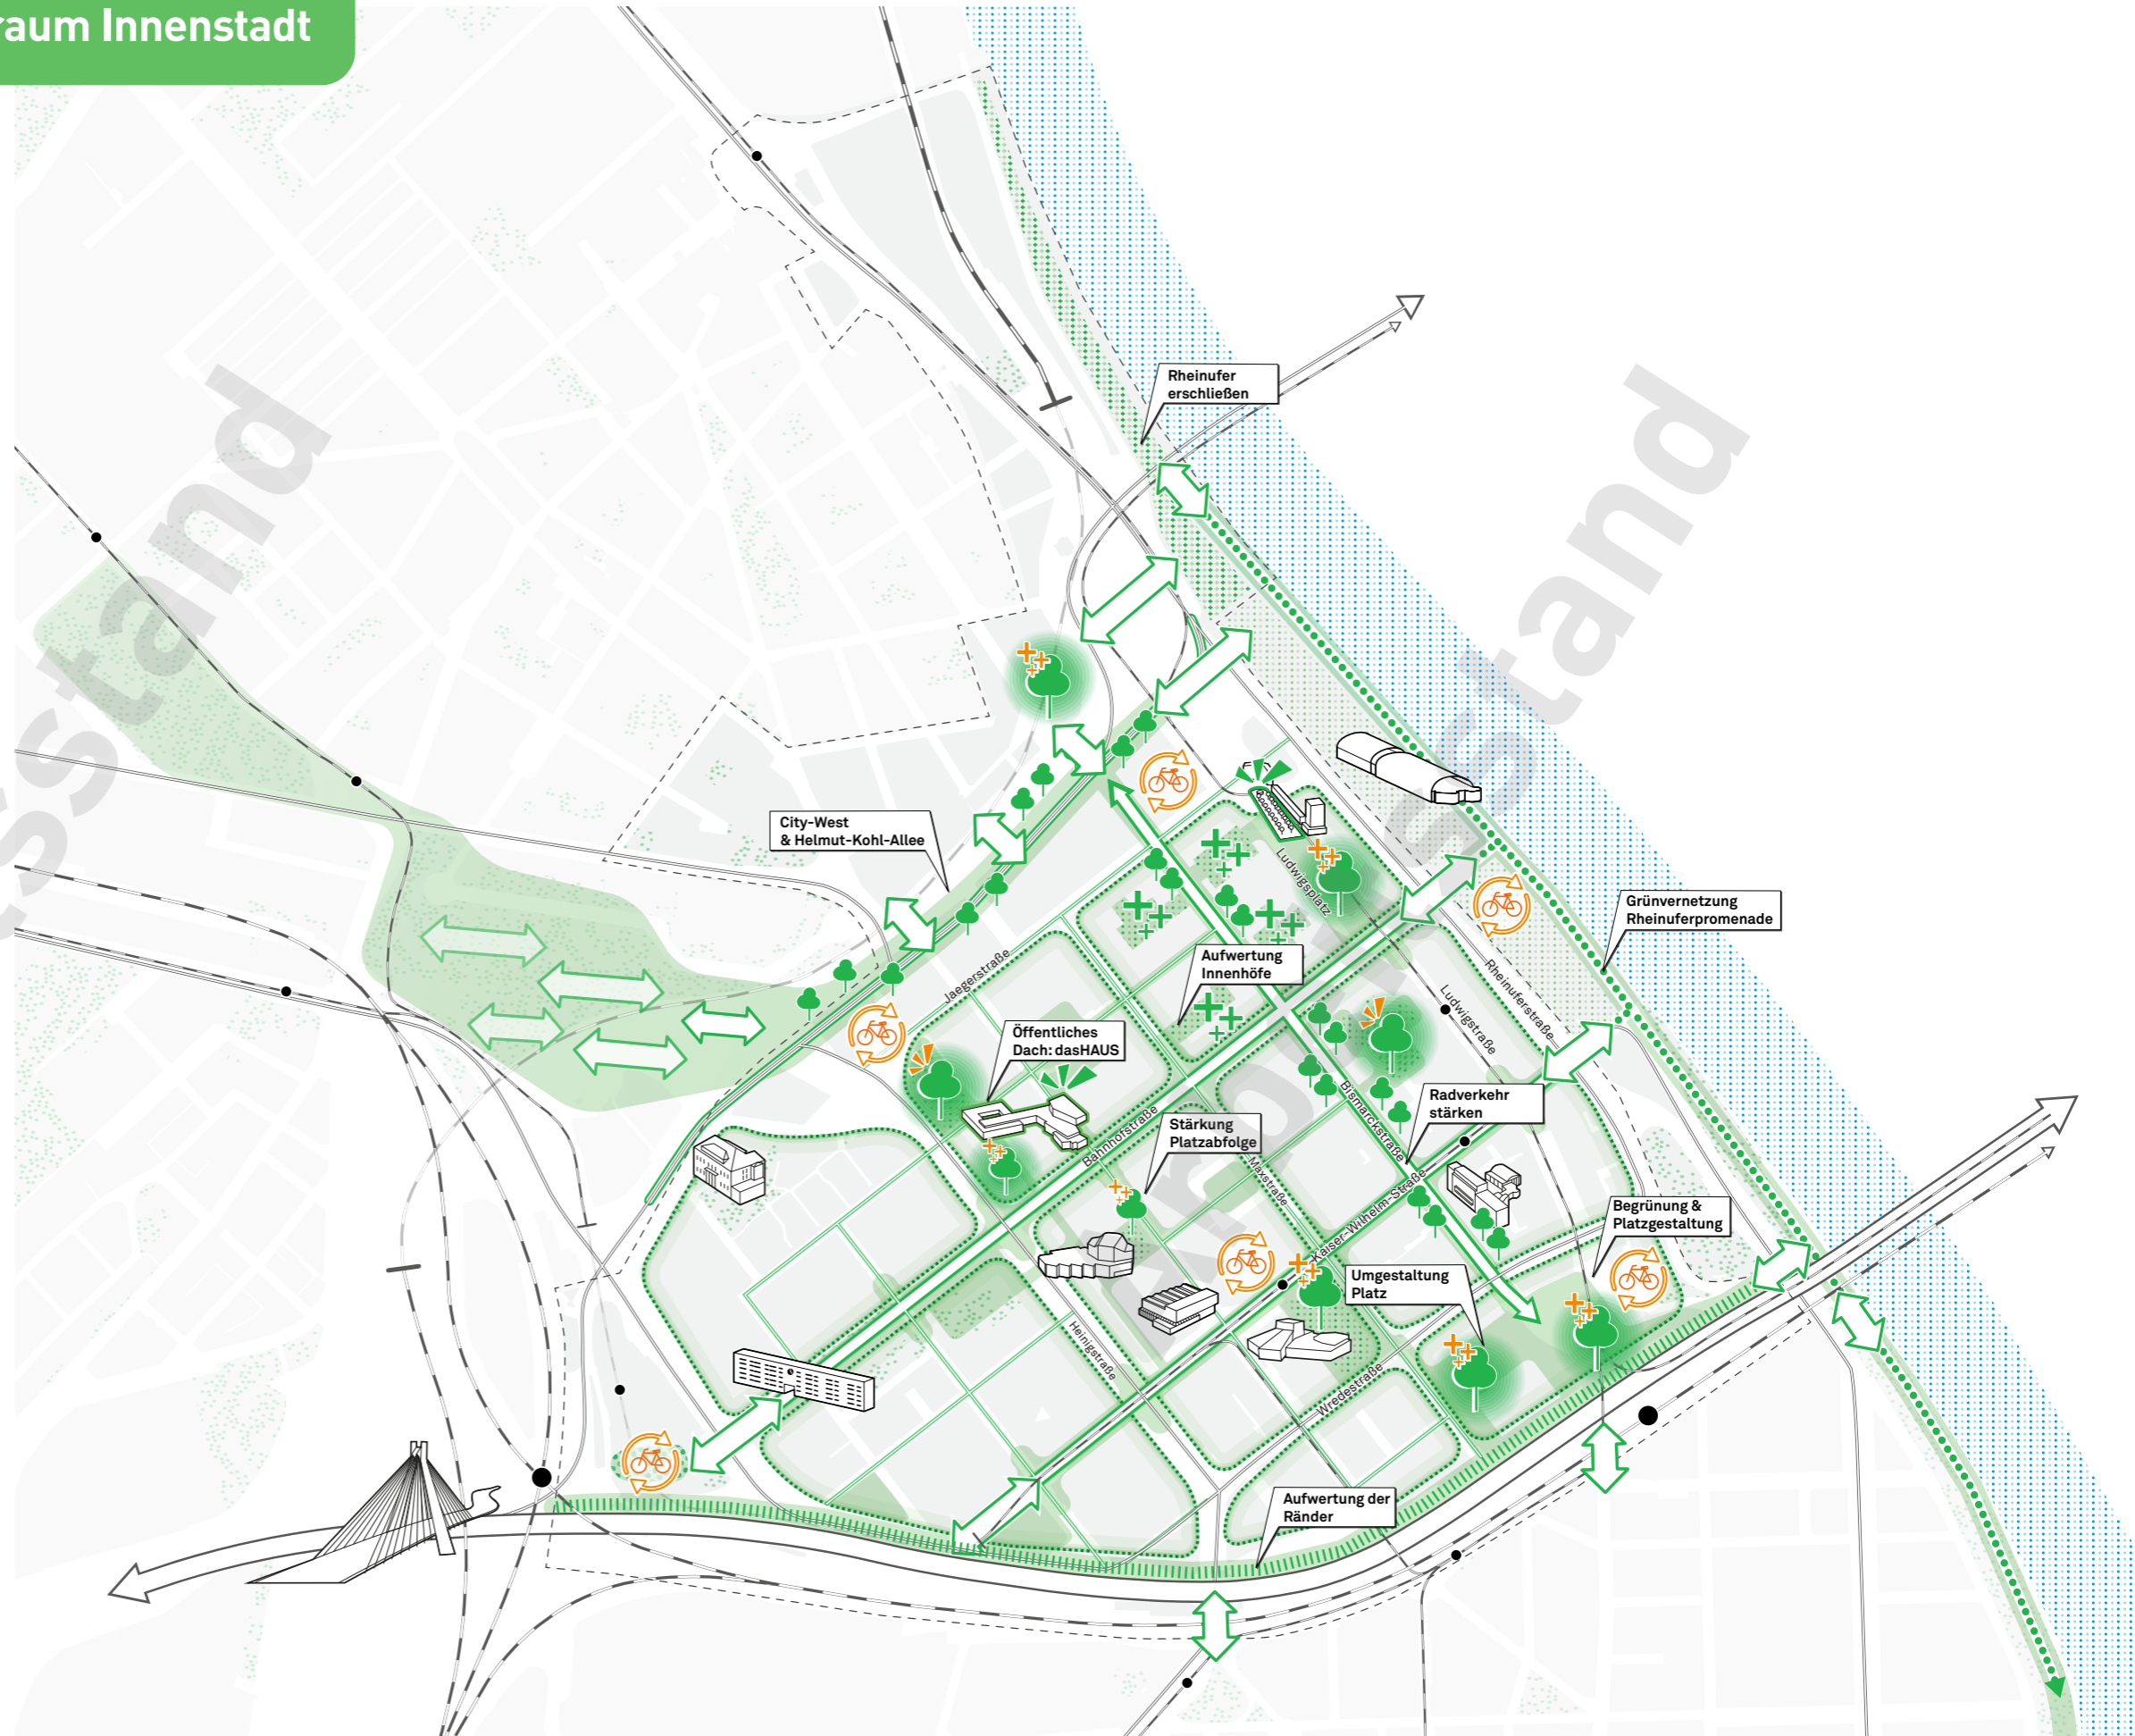 raum Innenstadt
Rheinufer
erschließen
City-West
& Helmut-Kohl-Allee
Ludwigsplatz
Grünvernetzung
Rheinuferpromenade
Aufwertung
Innenhöfe
Jaegerstraße
Rheinuferstraße
Ludwigstraße
Öffentliches
Dach: dasHAUS
Radverkehr
stärken
Bismarckstraße
Bahnhofstraße
Stärkung
Platzabfolge
Maxstraße
Kaiser-Wilhelm-Straße
Begrünung &
Platzgestaltung
Umgestaltung
Platz
Heinigstraße
Wredestraße
Aufwertung der
Ränder
sstand